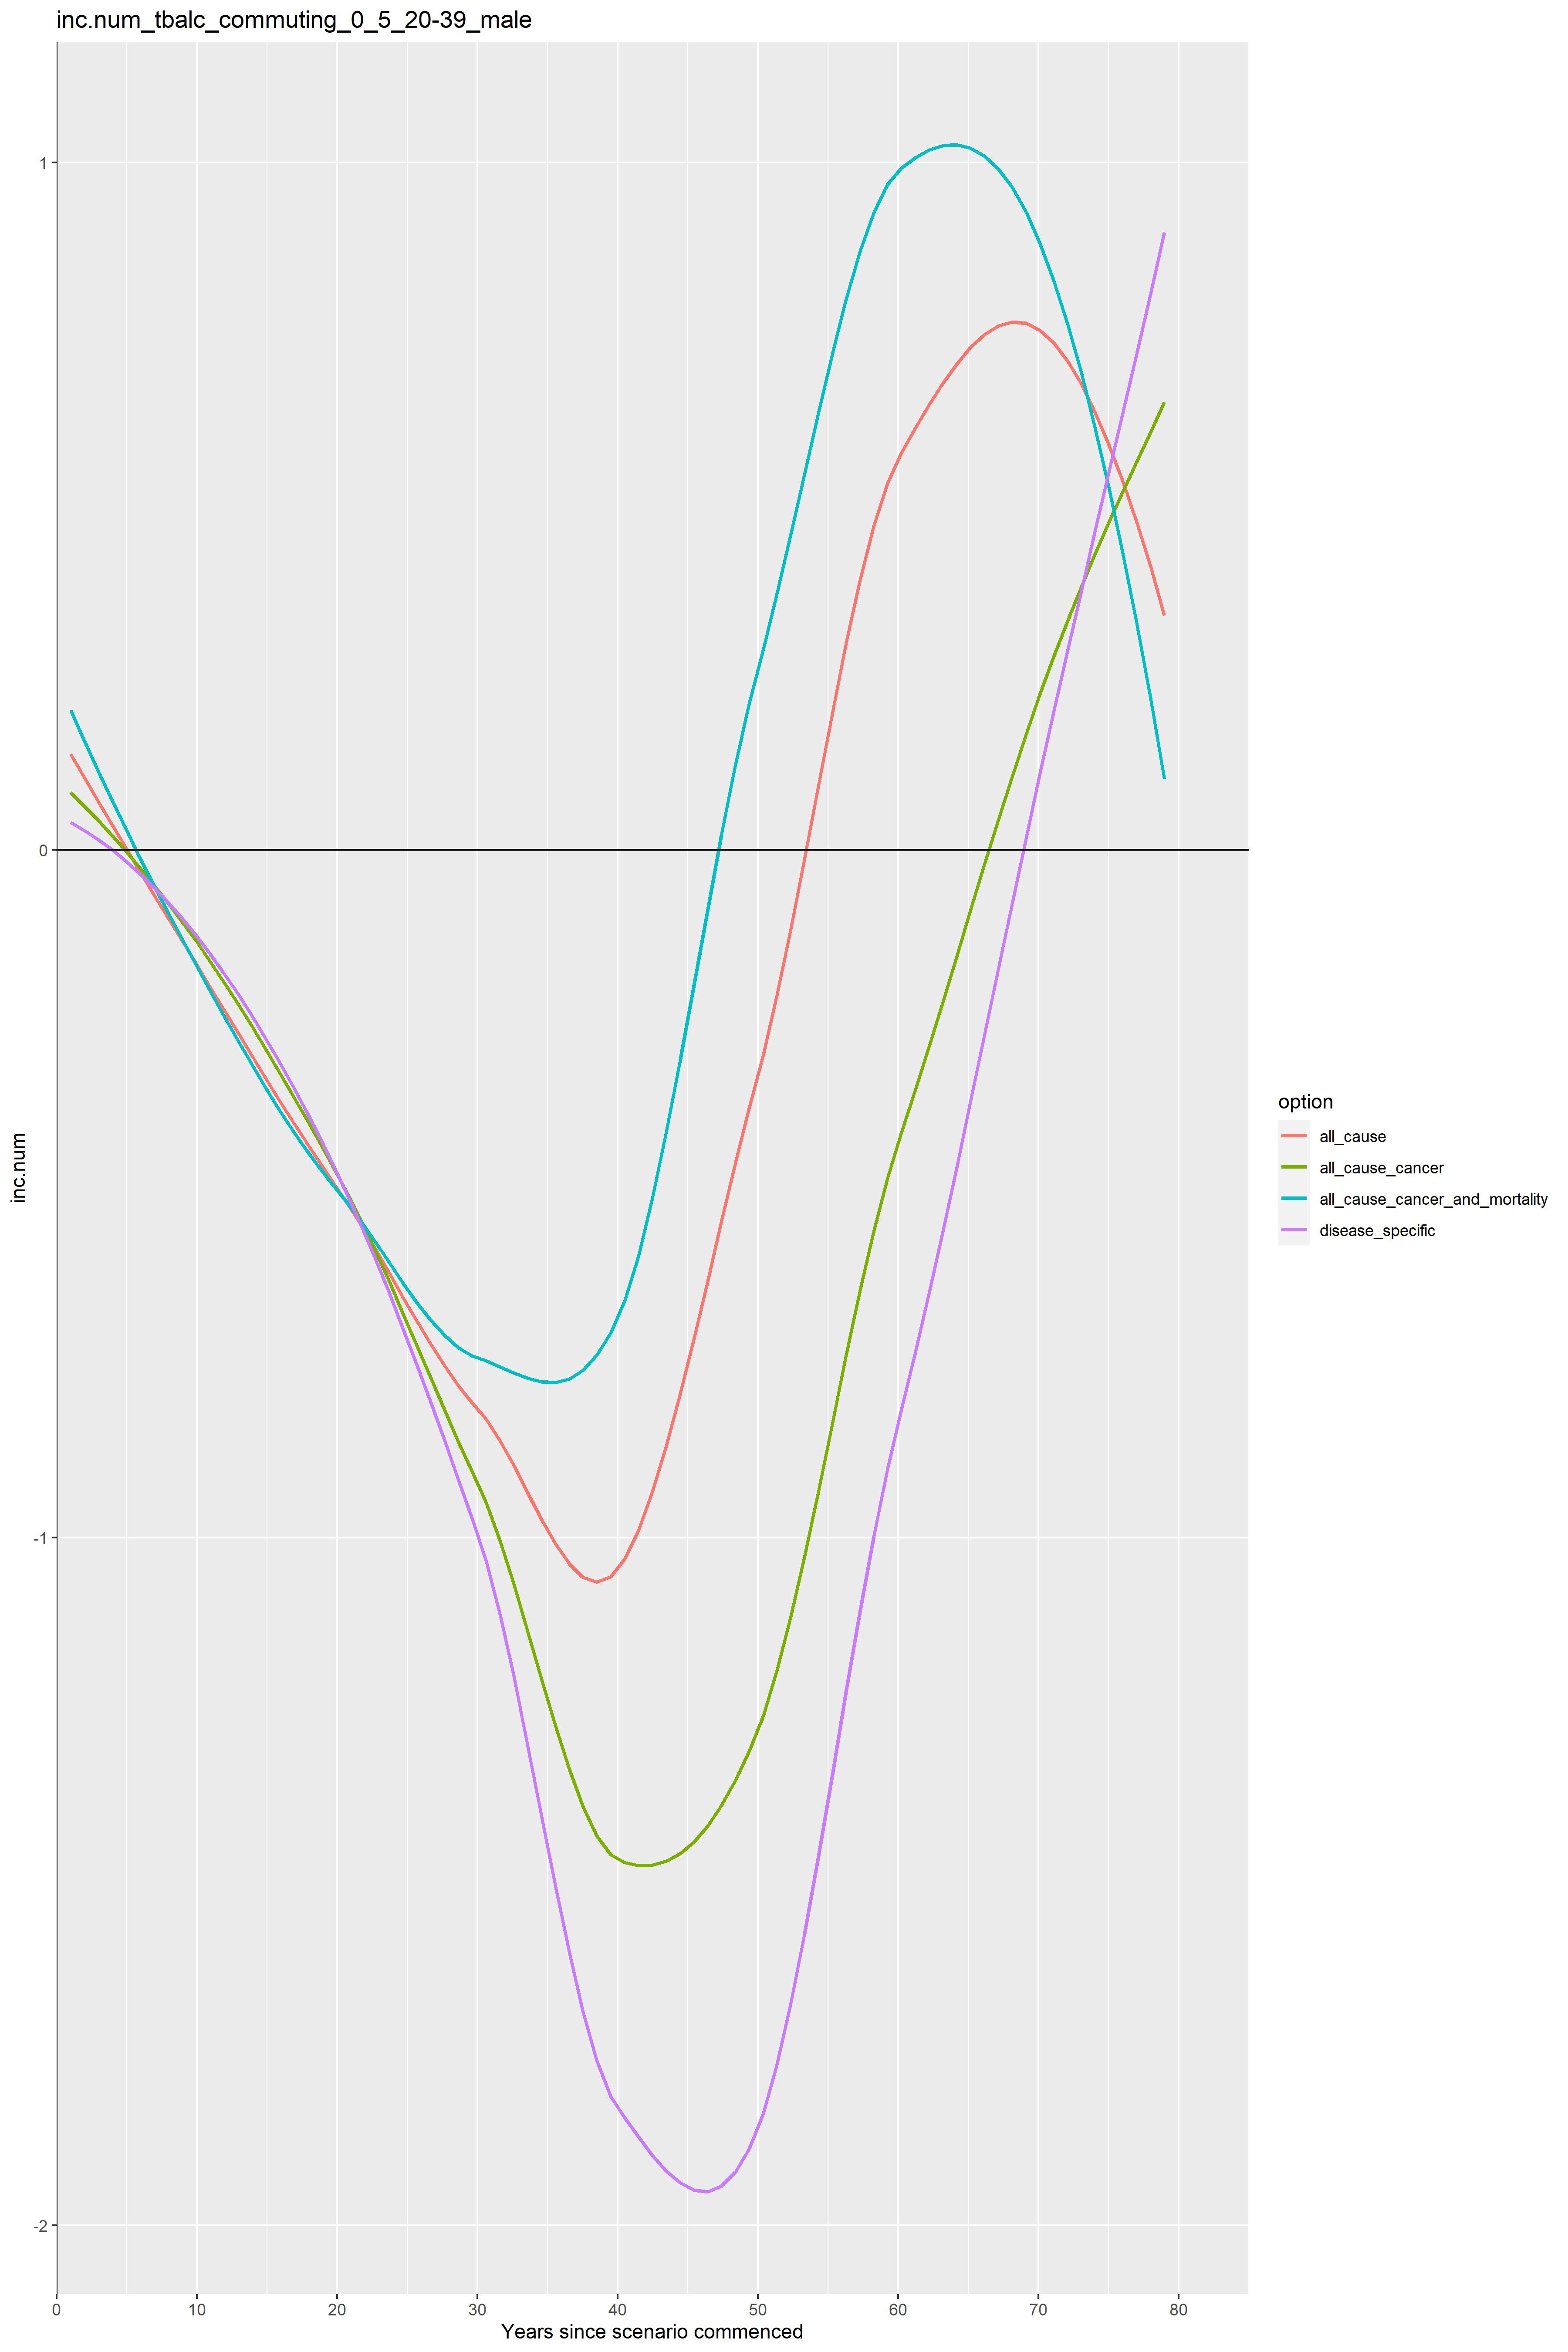 inc.num_tbalc_commuting_0_5_20-39_male
1
0
-1
-2
inc.num
0 10 20 30 40 50 60 70 80
Years since scenario commenced
option
all_cause
all_cause_cancer
all_cause_cancer_and_mortality
disease_specific